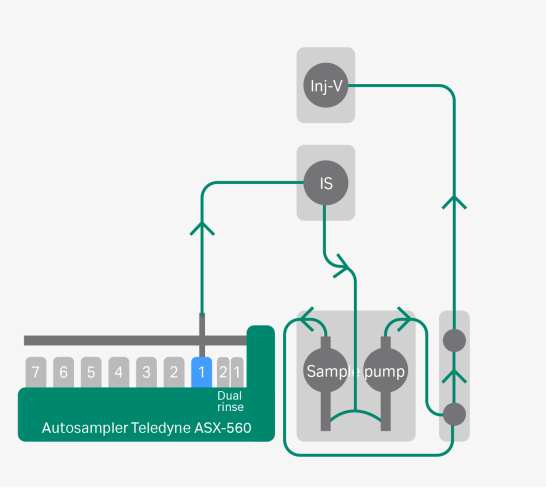 Inj-V
IS
Sample pump
7 6 5 4 3 2 1 2 1
Dual
rinse
Autosampler Teledyne ASX-560